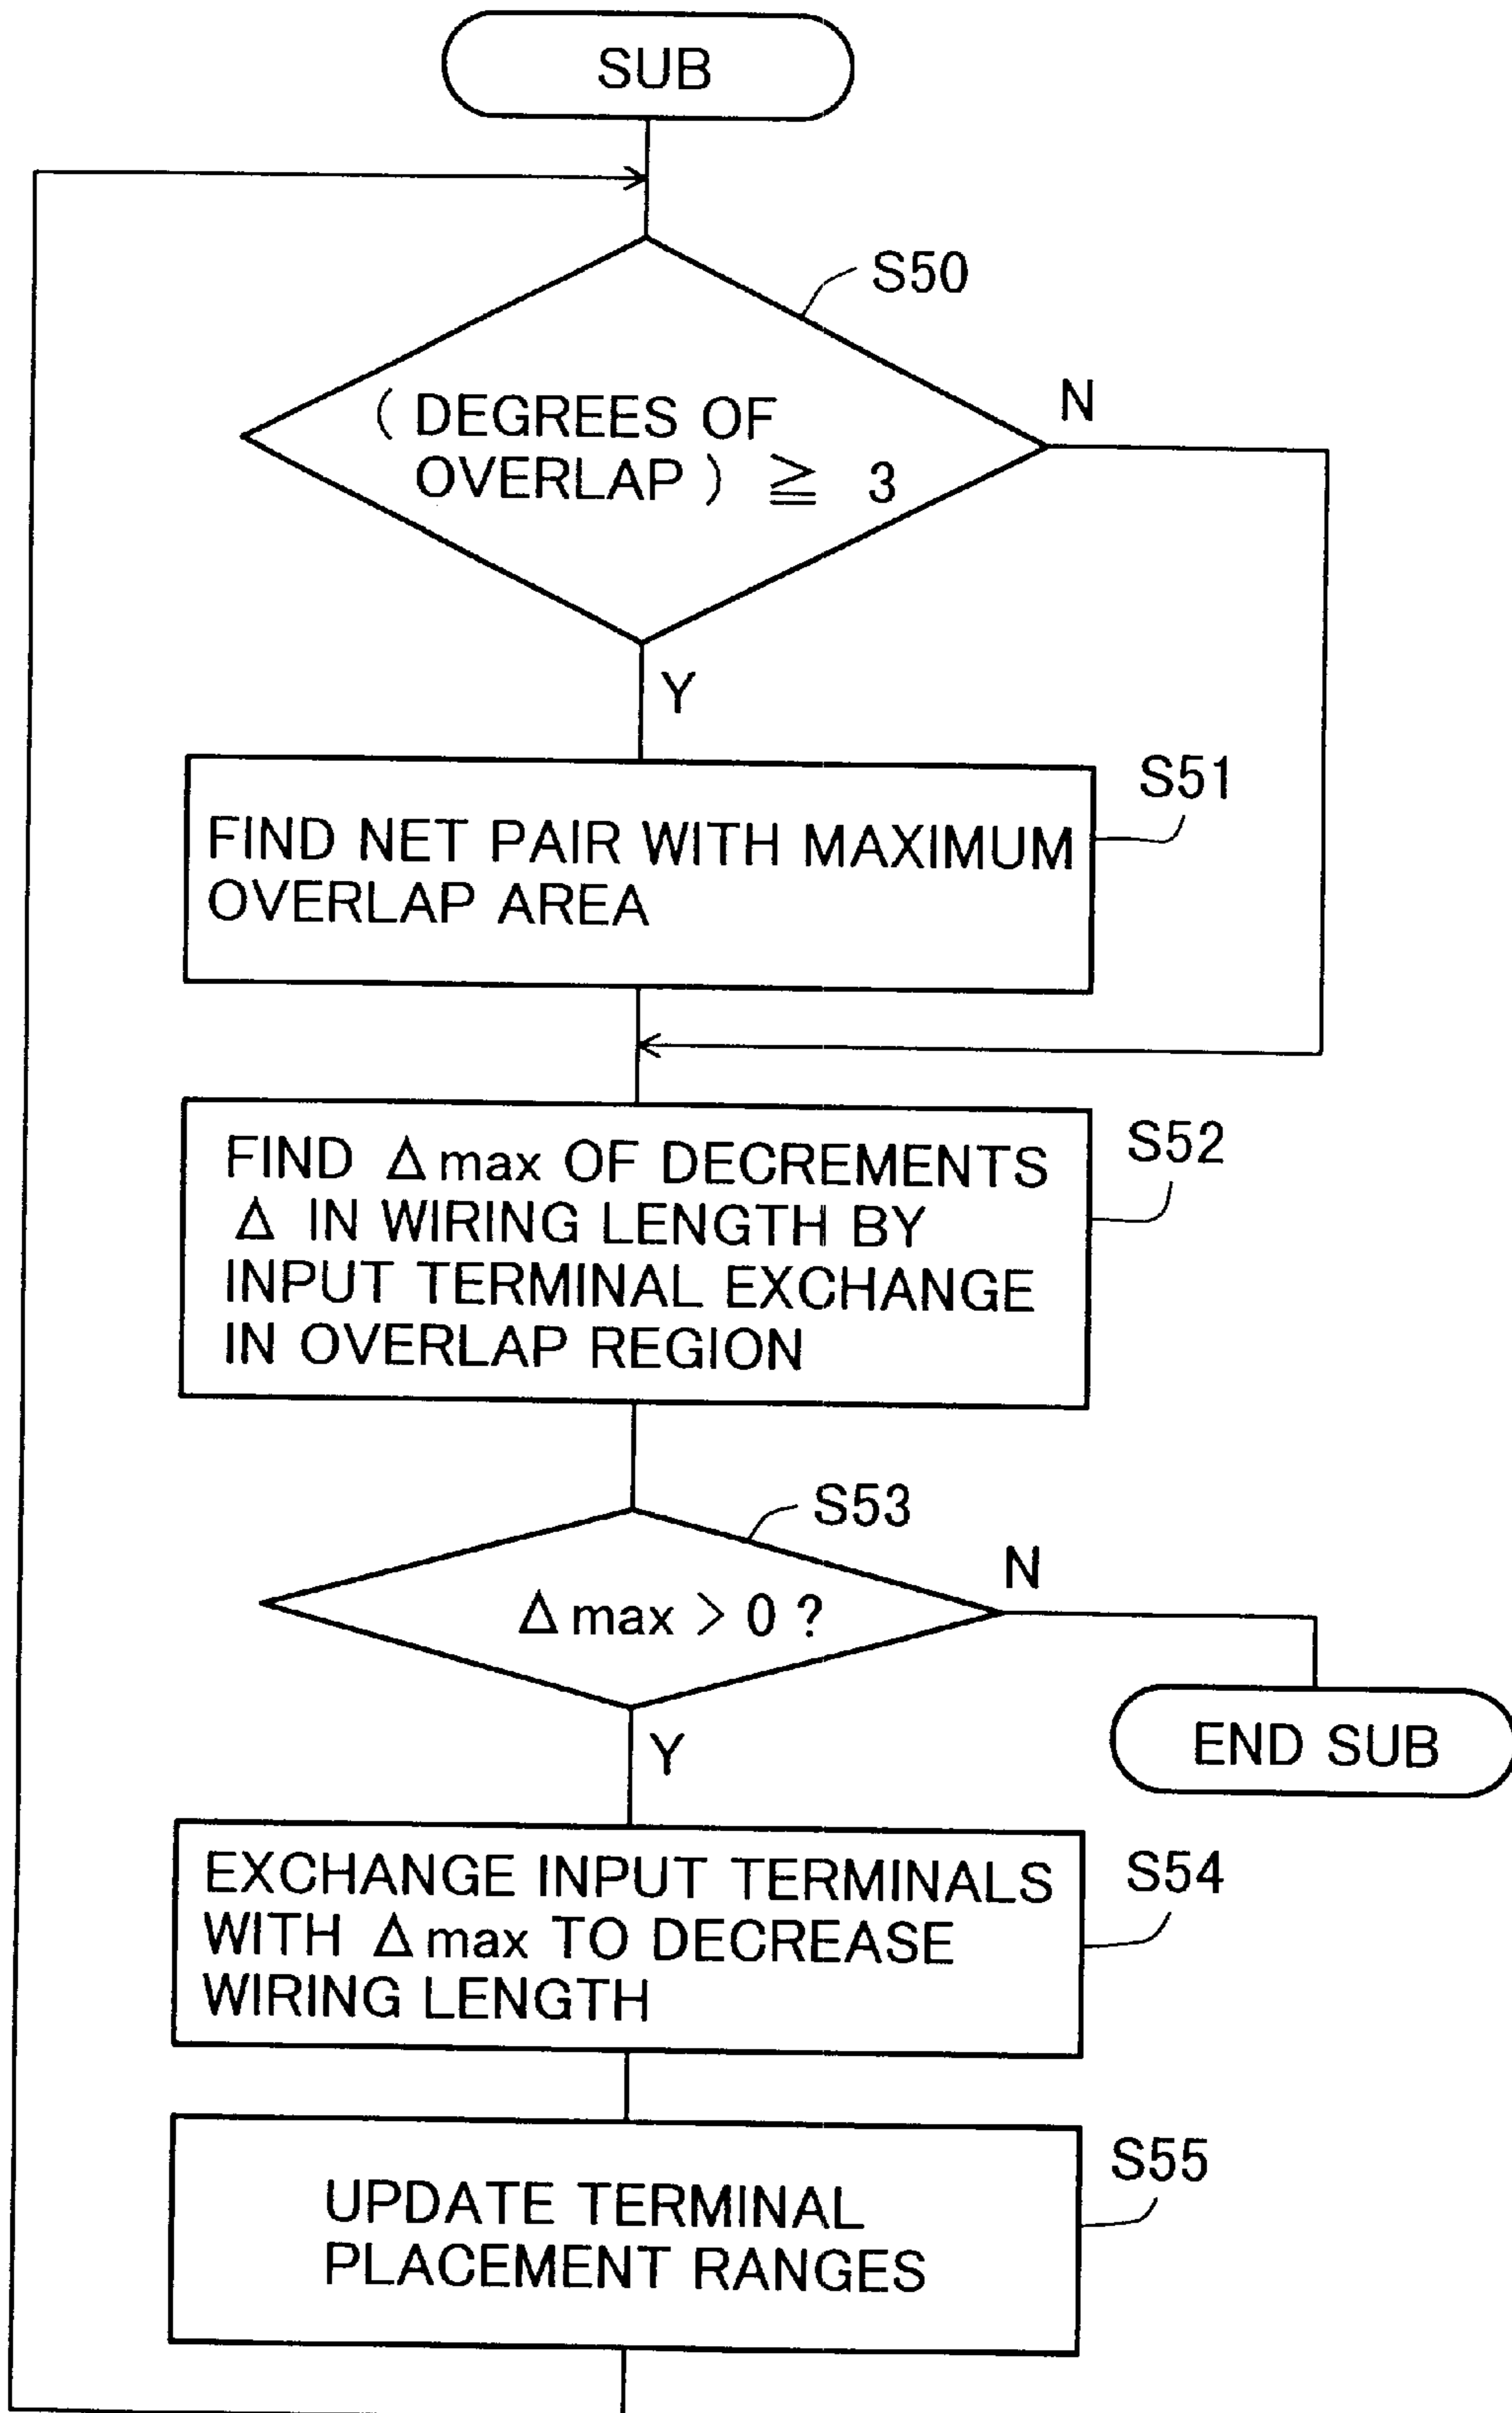 SUB
S50
( DEGREES OF
OVERLAP ) ≧ 3
N
Y
S51
FIND NET PAIR WITH MAXIMUM
OVERLAP AREA
S52
FIND Δmax OF DECREMENTS
Δ IN WIRING LENGTH BY
INPUT TERMINAL EXCHANGE
IN OVERLAP REGION
S53
Δmax > 0 ?
N
END SUB
Y
S54
EXCHANGE INPUT TERMINALS
WITH Δmax TO DECREASE
WIRING LENGTH
S55
UPDATE TERMINAL
PLACEMENT RANGES